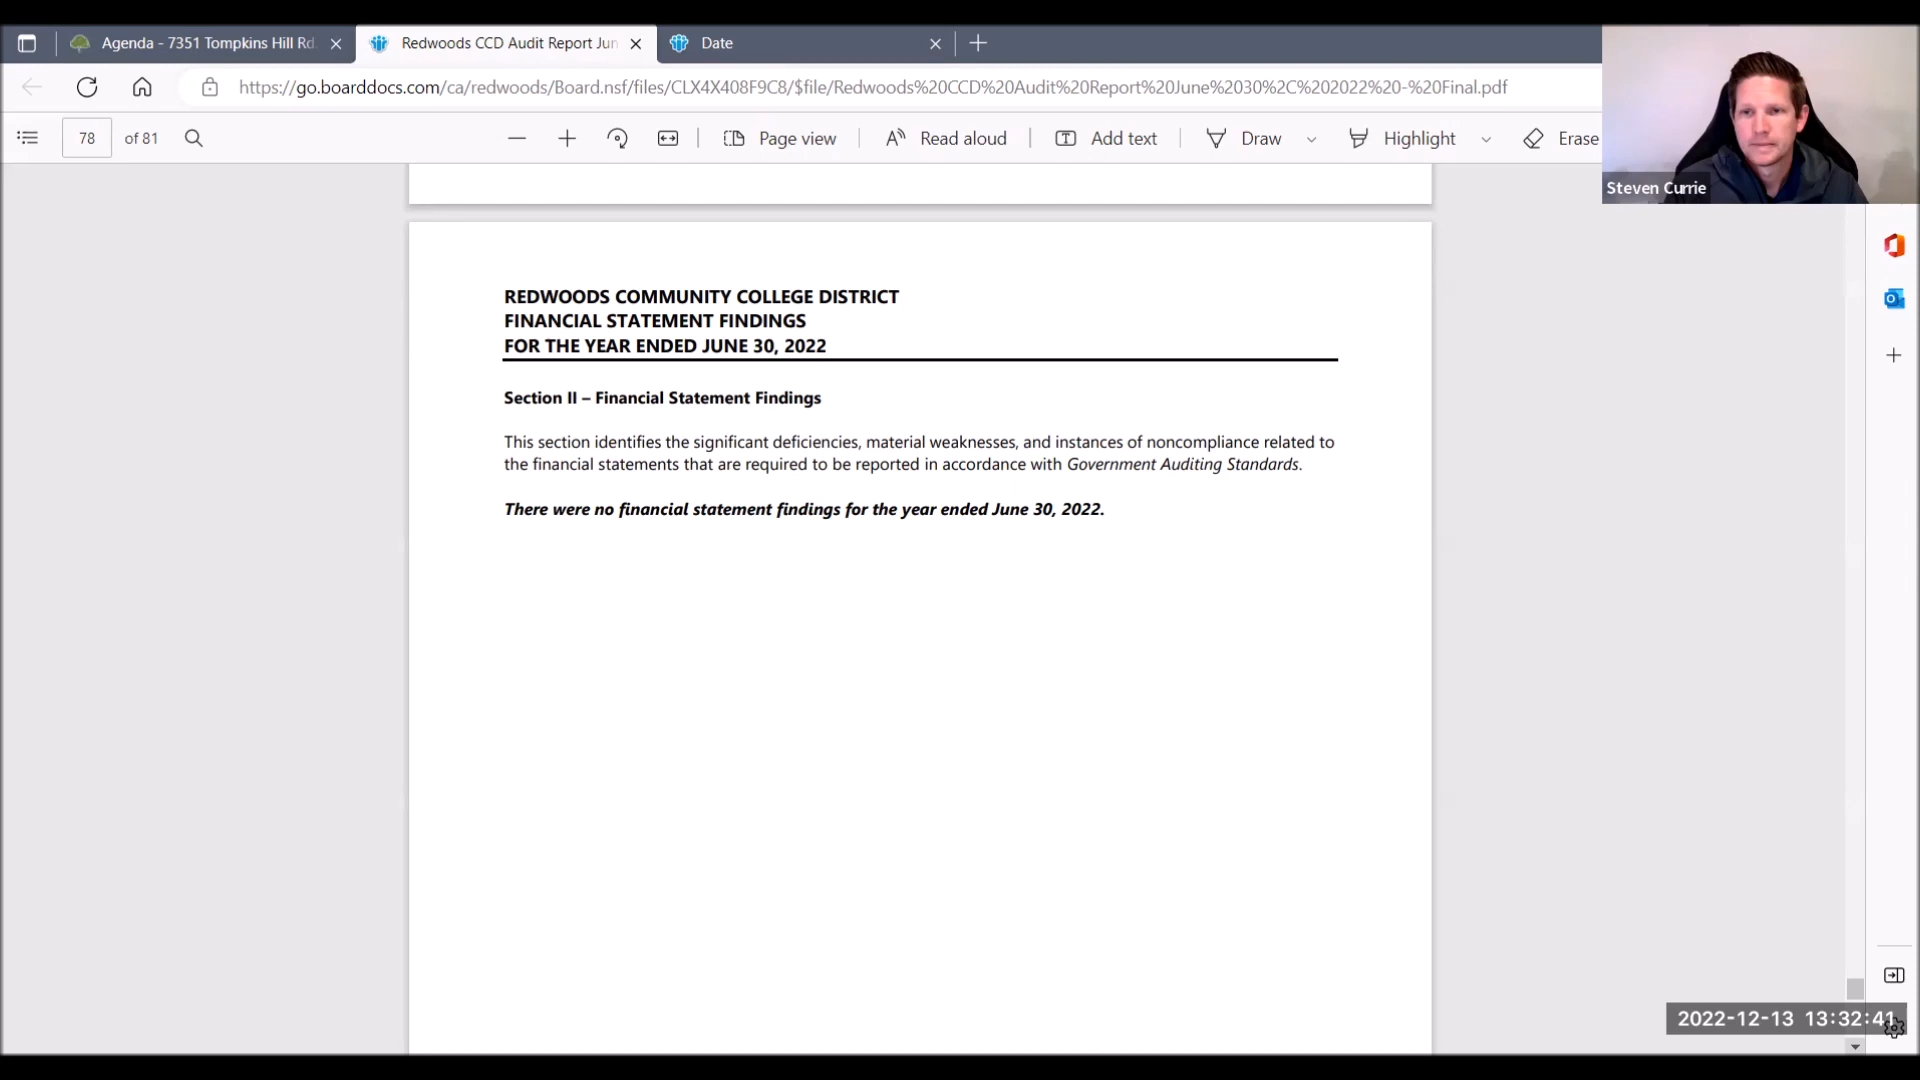 Agenda - 7351 Tompkins Hill Rd
Redwoods CCD Audit Report Jun
Date
https://go.boarddocs.com/ca/redwoods/Board.nsf/files/CLX4X408F9C8/$file/Redwoods%20CCD%20Audit%20Report%20June%2030%2C%202022%20-%20Final.pdf
78 of 81
Page view
Read aloud
Add text
Draw
Highlight
Erase
Steven Currie
REDWOODS COMMUNITY COLLEGE DISTRICT
FINANCIAL STATEMENT FINDINGS
FOR THE YEAR ENDED JUNE 30, 2022
Section II – Financial Statement Findings
This section identifies the significant deficiencies, material weaknesses, and instances of noncompliance related to
the financial statements that are required to be reported in accordance with Government Auditing Standards.
There were no financial statement findings for the year ended June 30, 2022.
2022-12-13 13:32:41